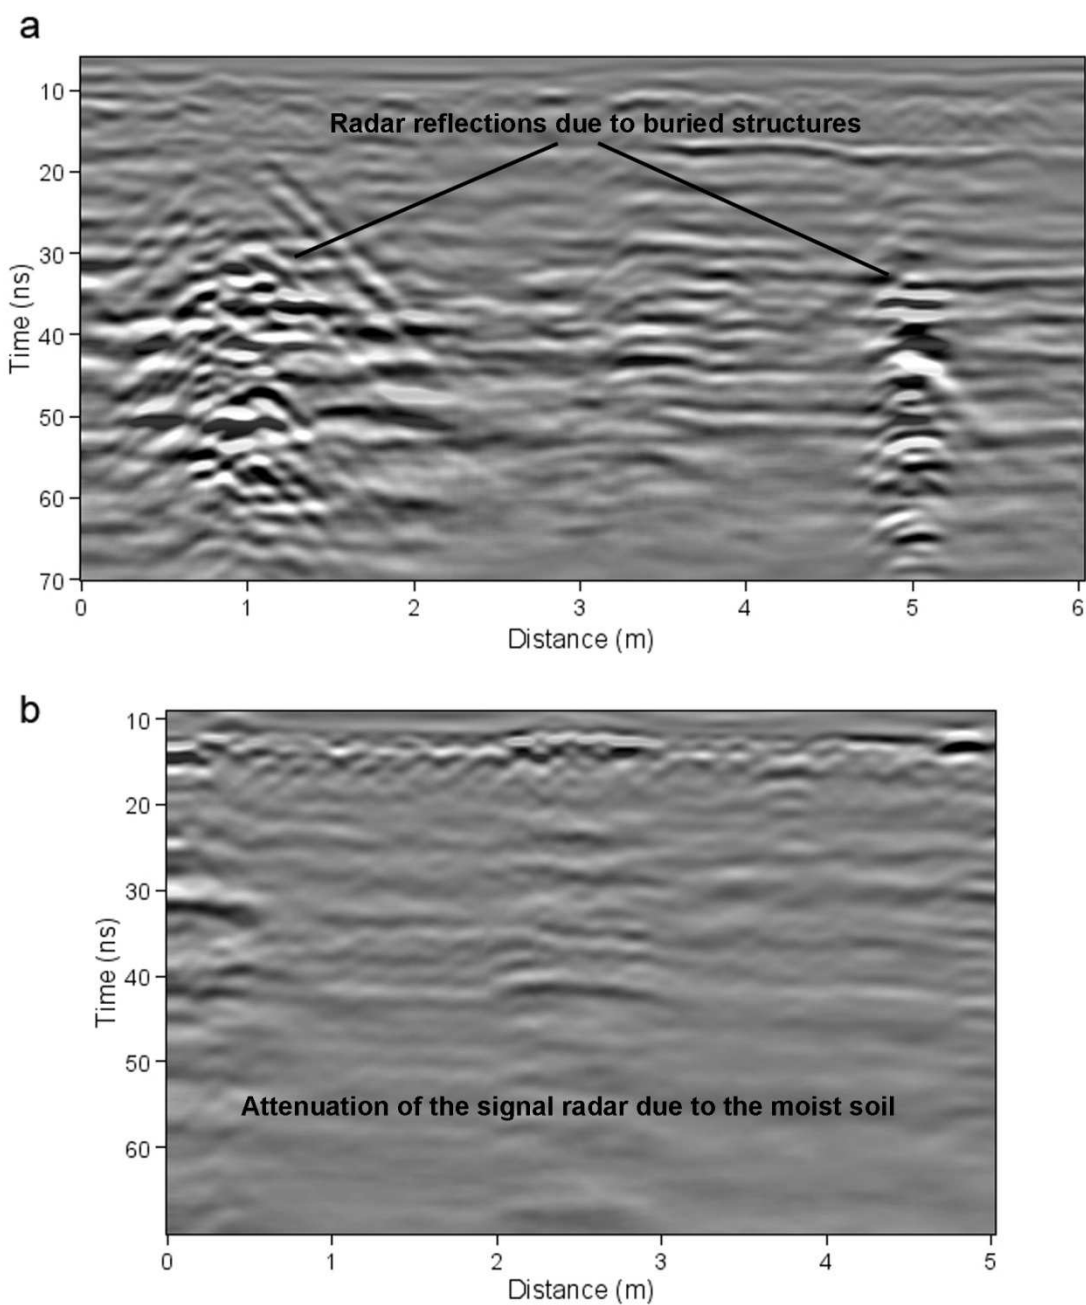 a
Radar reflections due to buried structures
10
20
30
40
50
60
70
Time (ns)
0 1 2 3 4 5 6
Distance (m)
b
10
20
30
40
50
60
Time (ns)
Attenuation of the signal radar due to the moist soil
0 1 2 3 4 5
Distance (m)